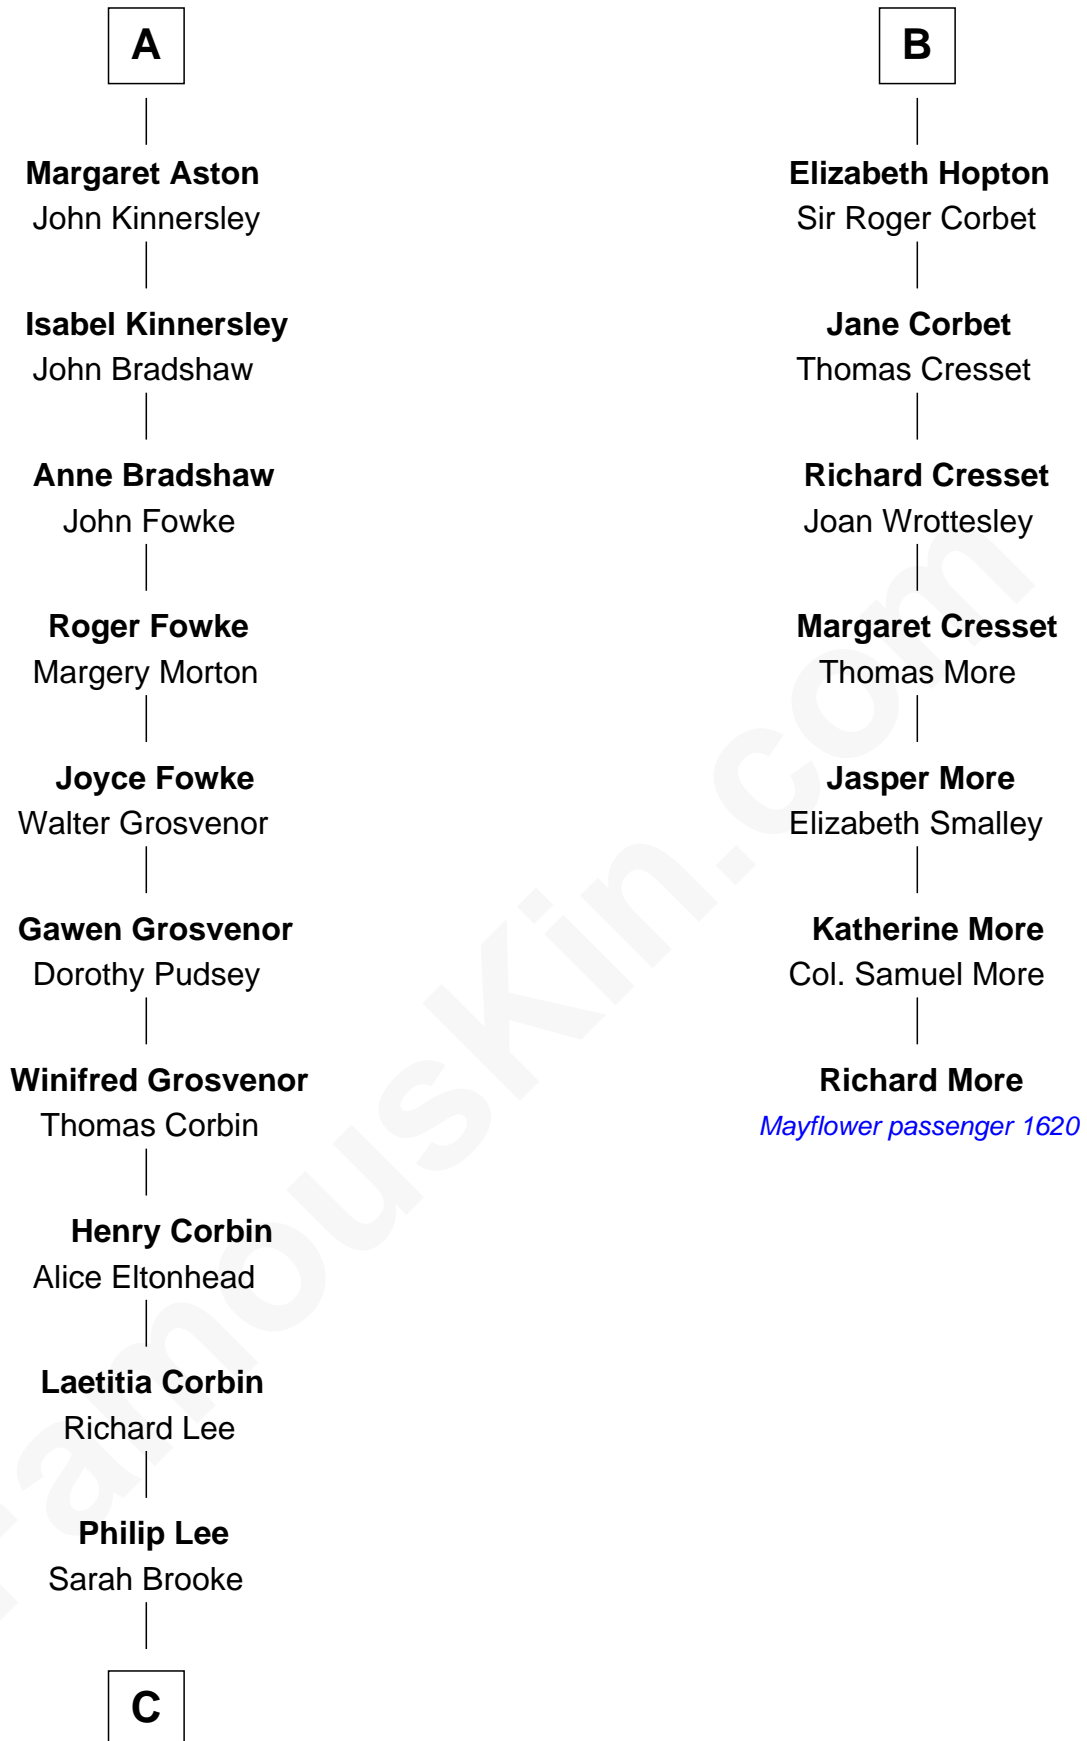 A
Margaret Aston
John Kinnersley
Isabel Kinnersley
John Bradshaw
Anne Bradshaw
John Fowke
Roger Fowke
Margery Morton
Joyce Fowke
Walter Grosvenor
Gawen Grosvenor
Dorothy Pudsey
Winifred Grosvenor
Thomas Corbin
Henry Corbin
Alice Eltonhead
Laetitia Corbin
Richard Lee
Philip Lee
Sarah Brooke
C
B
Elizabeth Hopton
Sir Roger Corbet
Jane Corbet
Thomas Cresset
Richard Cresset
Joan Wrottesley
Margaret Cresset
Thomas More
Jasper More
Elizabeth Smalley
Katherine More
Col. Samuel More
Richard More
Mayflower passenger 1620
FamousKin.com